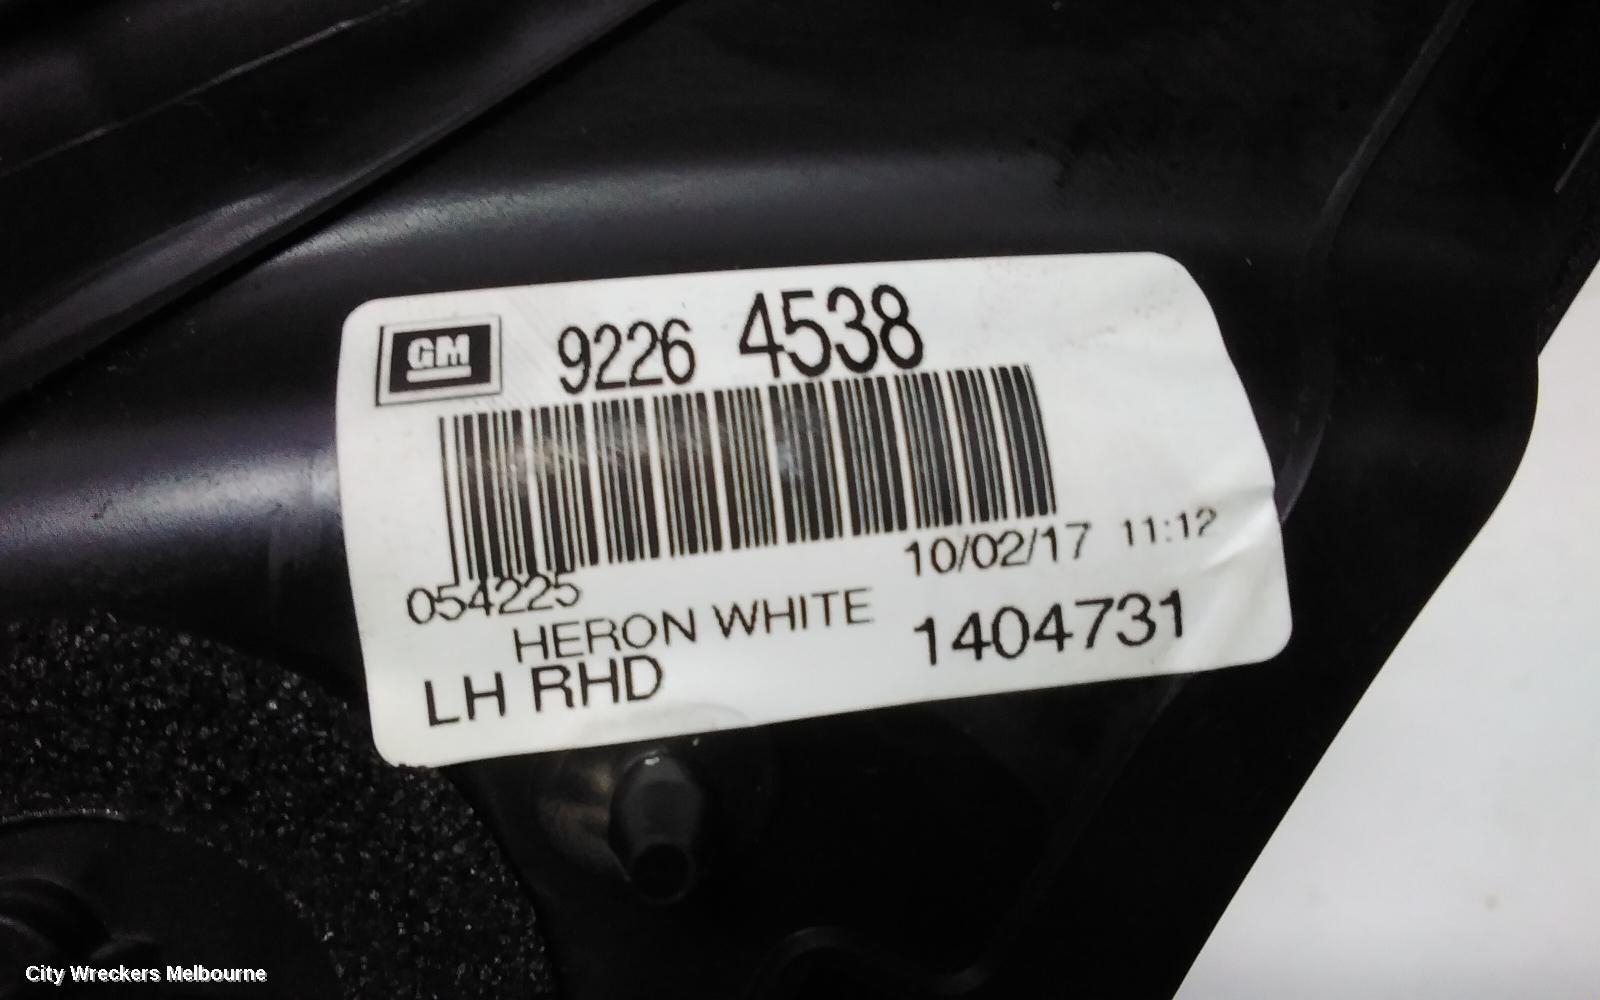 GM 9226 4538
054225 10/02/17 11:12
HERON WHITE 1404731
LH RHD
City Wreckers Melbourne